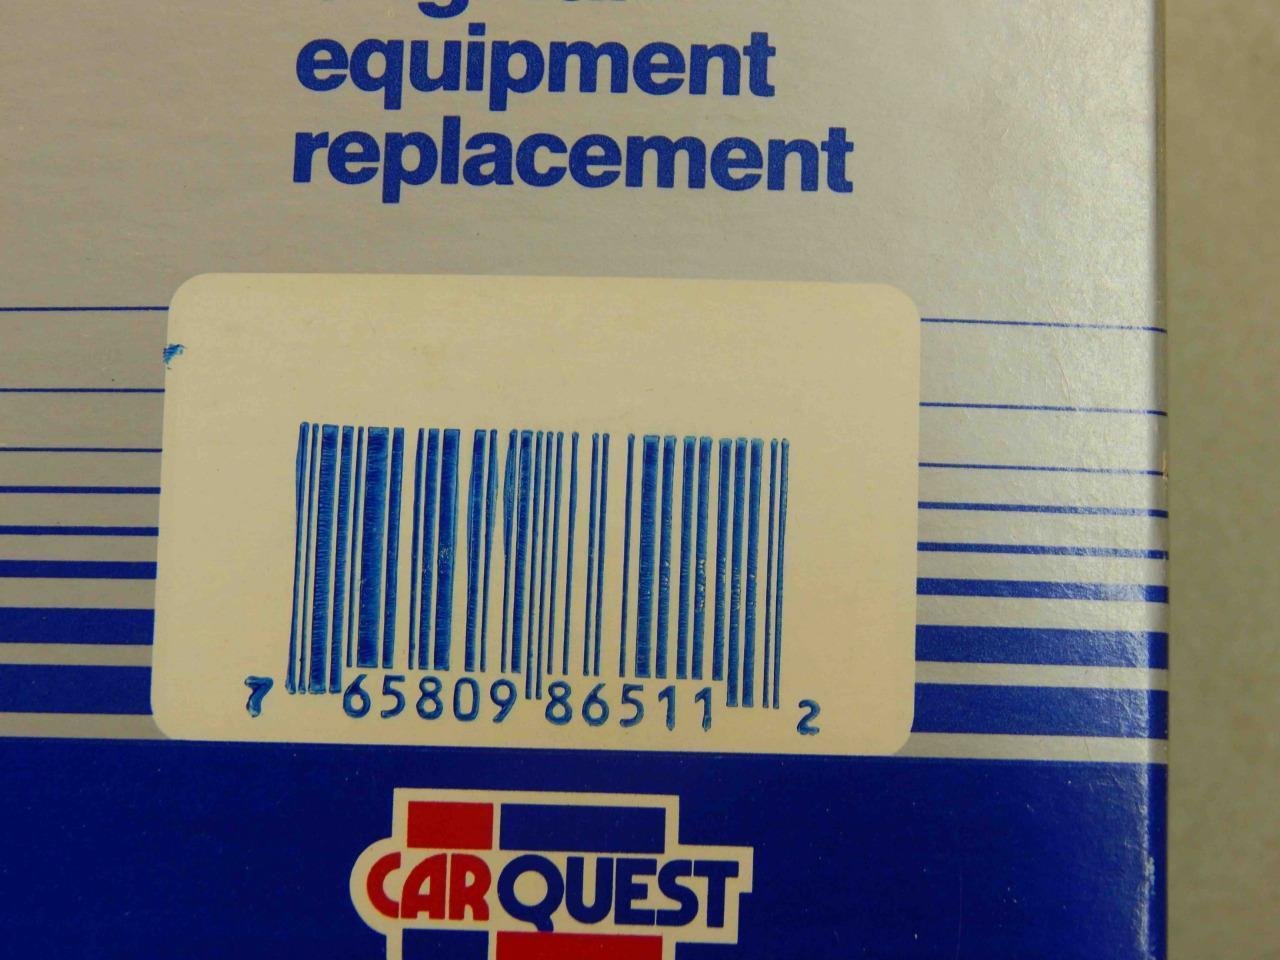 equipment
replacement
7 65809 86511 2
CARQUEST